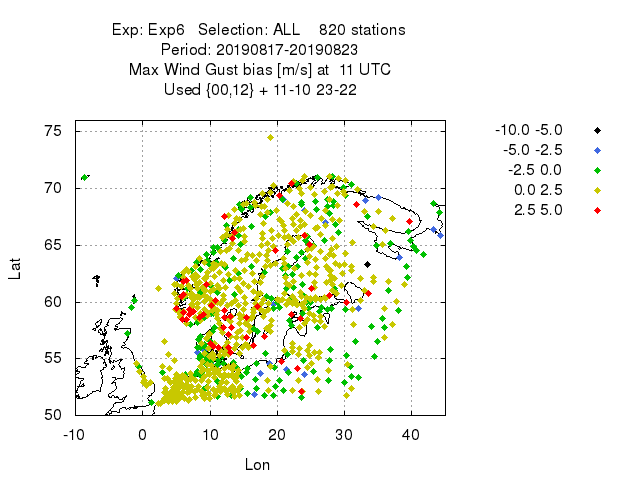 Exp: Exp6 Selection: ALL 820 stations
Period: 20190817-20190823
Max Wind Gust bias [m/s] at 11 UTC
Used {00,12} + 11-10 23-22
-10.0 -5.0
-5.0 -2.5
-2.5 0.0
0.0 2.5
2.5 5.0
75
70
65
60
55
50
Lat
-10 0 10 20 30 40
Lon